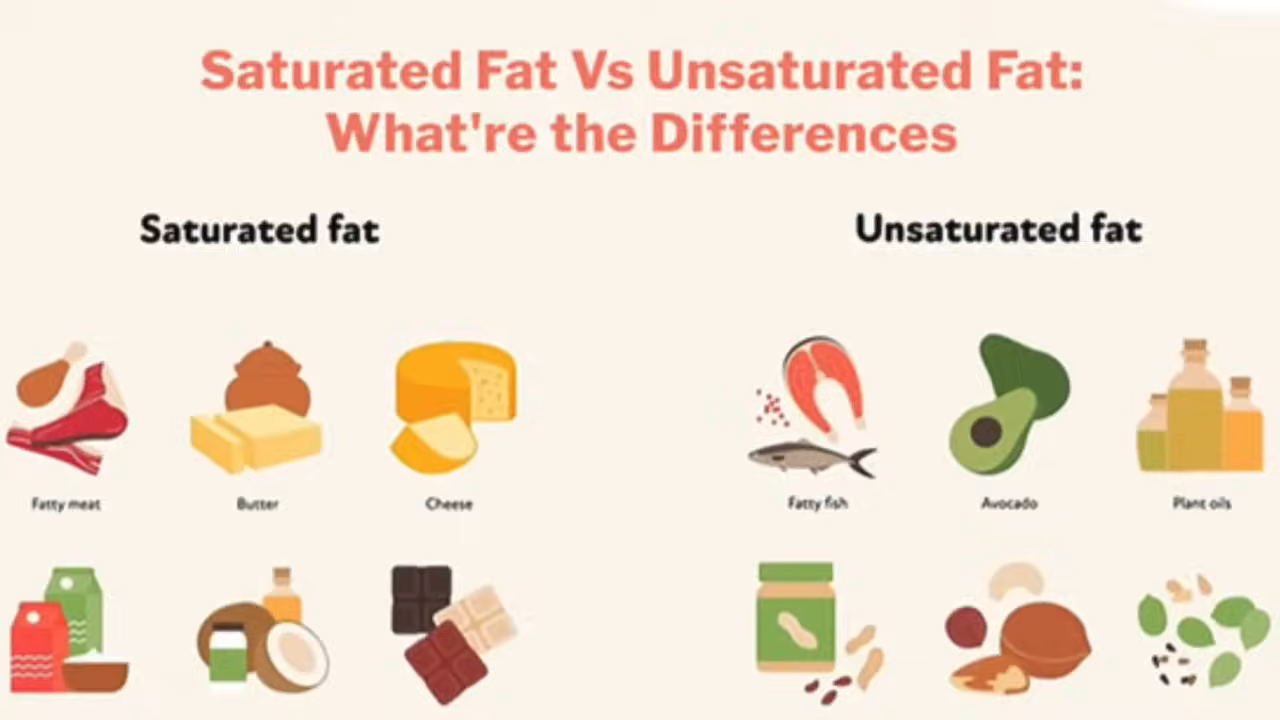 Saturated Fat Vs Unsaturated Fat:
What're the Differences
Saturated fat
Unsaturated fat
Fatty meat
Butter
Cheese
Fatty fish
Avocado
Plant oils